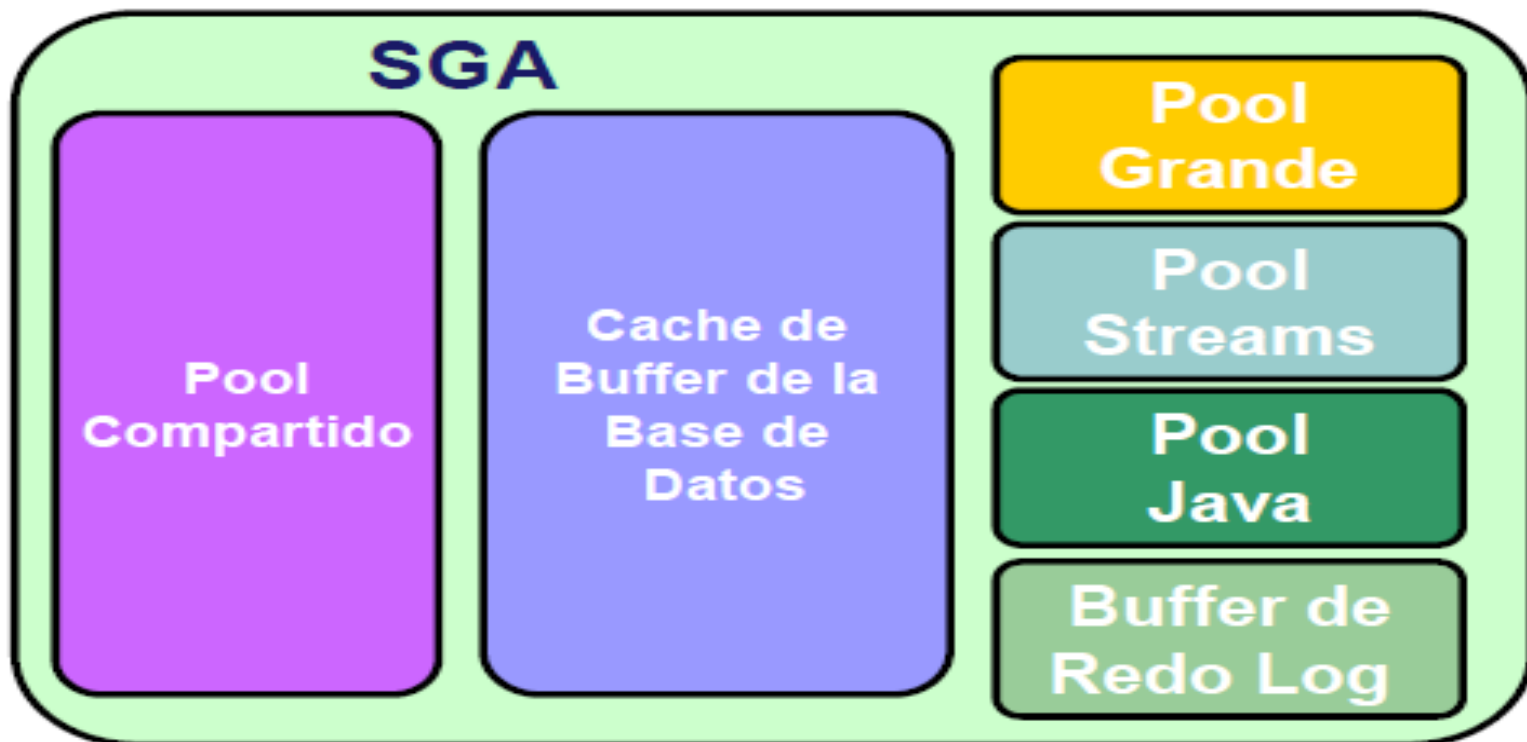 SGA
Pool
Compartido
Cache de
Buffer de la
Base de
Datos
Pool
Grande
Pool
Streams
Pool
Java
Buffer de
Redo Log